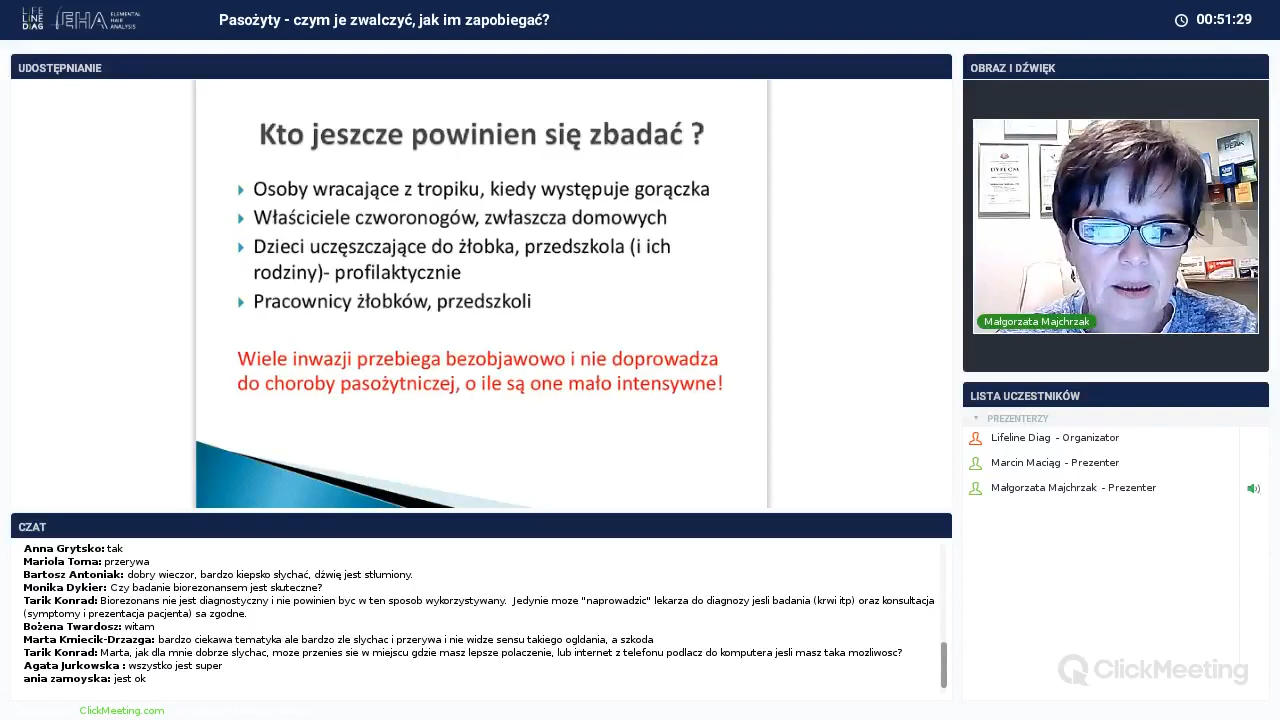 LIFE
LINE
DIAG
EHA
ELEMENTAL
HAIR
ANALYSIS
Pasożyty - czym je zwalczyć, jak im zapobiegać?
00:51:29
UDOSTĘPNIANIE
Kto jeszcze powinien się zbadać ?
Osoby wracające z tropiku, kiedy występuje gorączka
Właściciele czworonogów, zwłaszcza domowych
Dzieci uczęszczające do żłobka, przedszkola (i ich
rodziny)- profilaktycznie
Pracownicy żłobków, przedszkoli
Wiele inwazji przebiega bezobjawowo i nie doprowadza
do choroby pasożytniczej, o ile są one mało intensywne!
OBRAZ I DŹWIĘK
DYPLOM
PEAK
Małgorzata Majchrzak
LISTA UCZESTNIKÓW
PREZENTERZY
Lifeline Diag - Organizator
Marcin Maciąg - Prezenter
Małgorzata Majchrzak - Prezenter
CZAT
Anna Grytsko: tak
Mariola Toma: przerywa
Bartosz Antoniak: dobry wieczor, bardzo kiepsko słychać, dźwię jest stłumiony.
Monika Dykier: Czy badanie biorezonansem jest skuteczne?
Tarik Konrad: Biorezonans nie jest diagnostyczny i nie powinien byc w ten sposob wykorzystywany. Jedynie moze "naprowadzic" lekarza do diagnozy jesli badania (krwi itp) oraz konsultacja
(symptomy i prezentacja pacjenta) sa zgodne.
Bożena Twardosz: witam
Marta Kmiecik-Drzazga: bardzo ciekawa tematyka ale bardzo zle slychac i przerywa i nie widze sensu takiego ogldania, a szkoda
Tarik Konrad: Marta, jak dla mnie dobrze slychac, moze przenies sie w miejscu gdzie masz lepsze polaczenie, lub internet z telefonu podlacz do komputera jesli masz taka mozliwosc?
Agata Jurkowska : wszystko jest super
ania zamoyska: jest ok
ClickMeeting
ClickMeeting.com